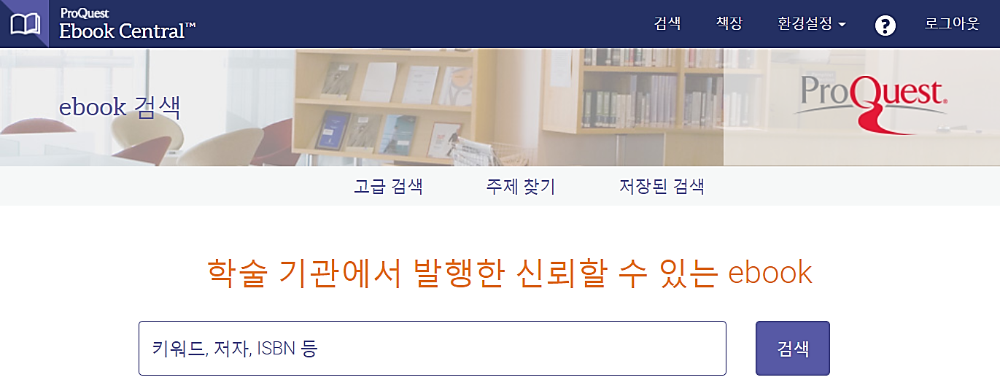 ProQuest
Ebook Central™
검색 책장 환경설정 ? 로그아웃
ebook 검색
ProQuest®
고급 검색 주제 찾기 저장된 검색
학술 기관에서 발행한 신뢰할 수 있는 ebook
키워드, 저자, ISBN 등
검색